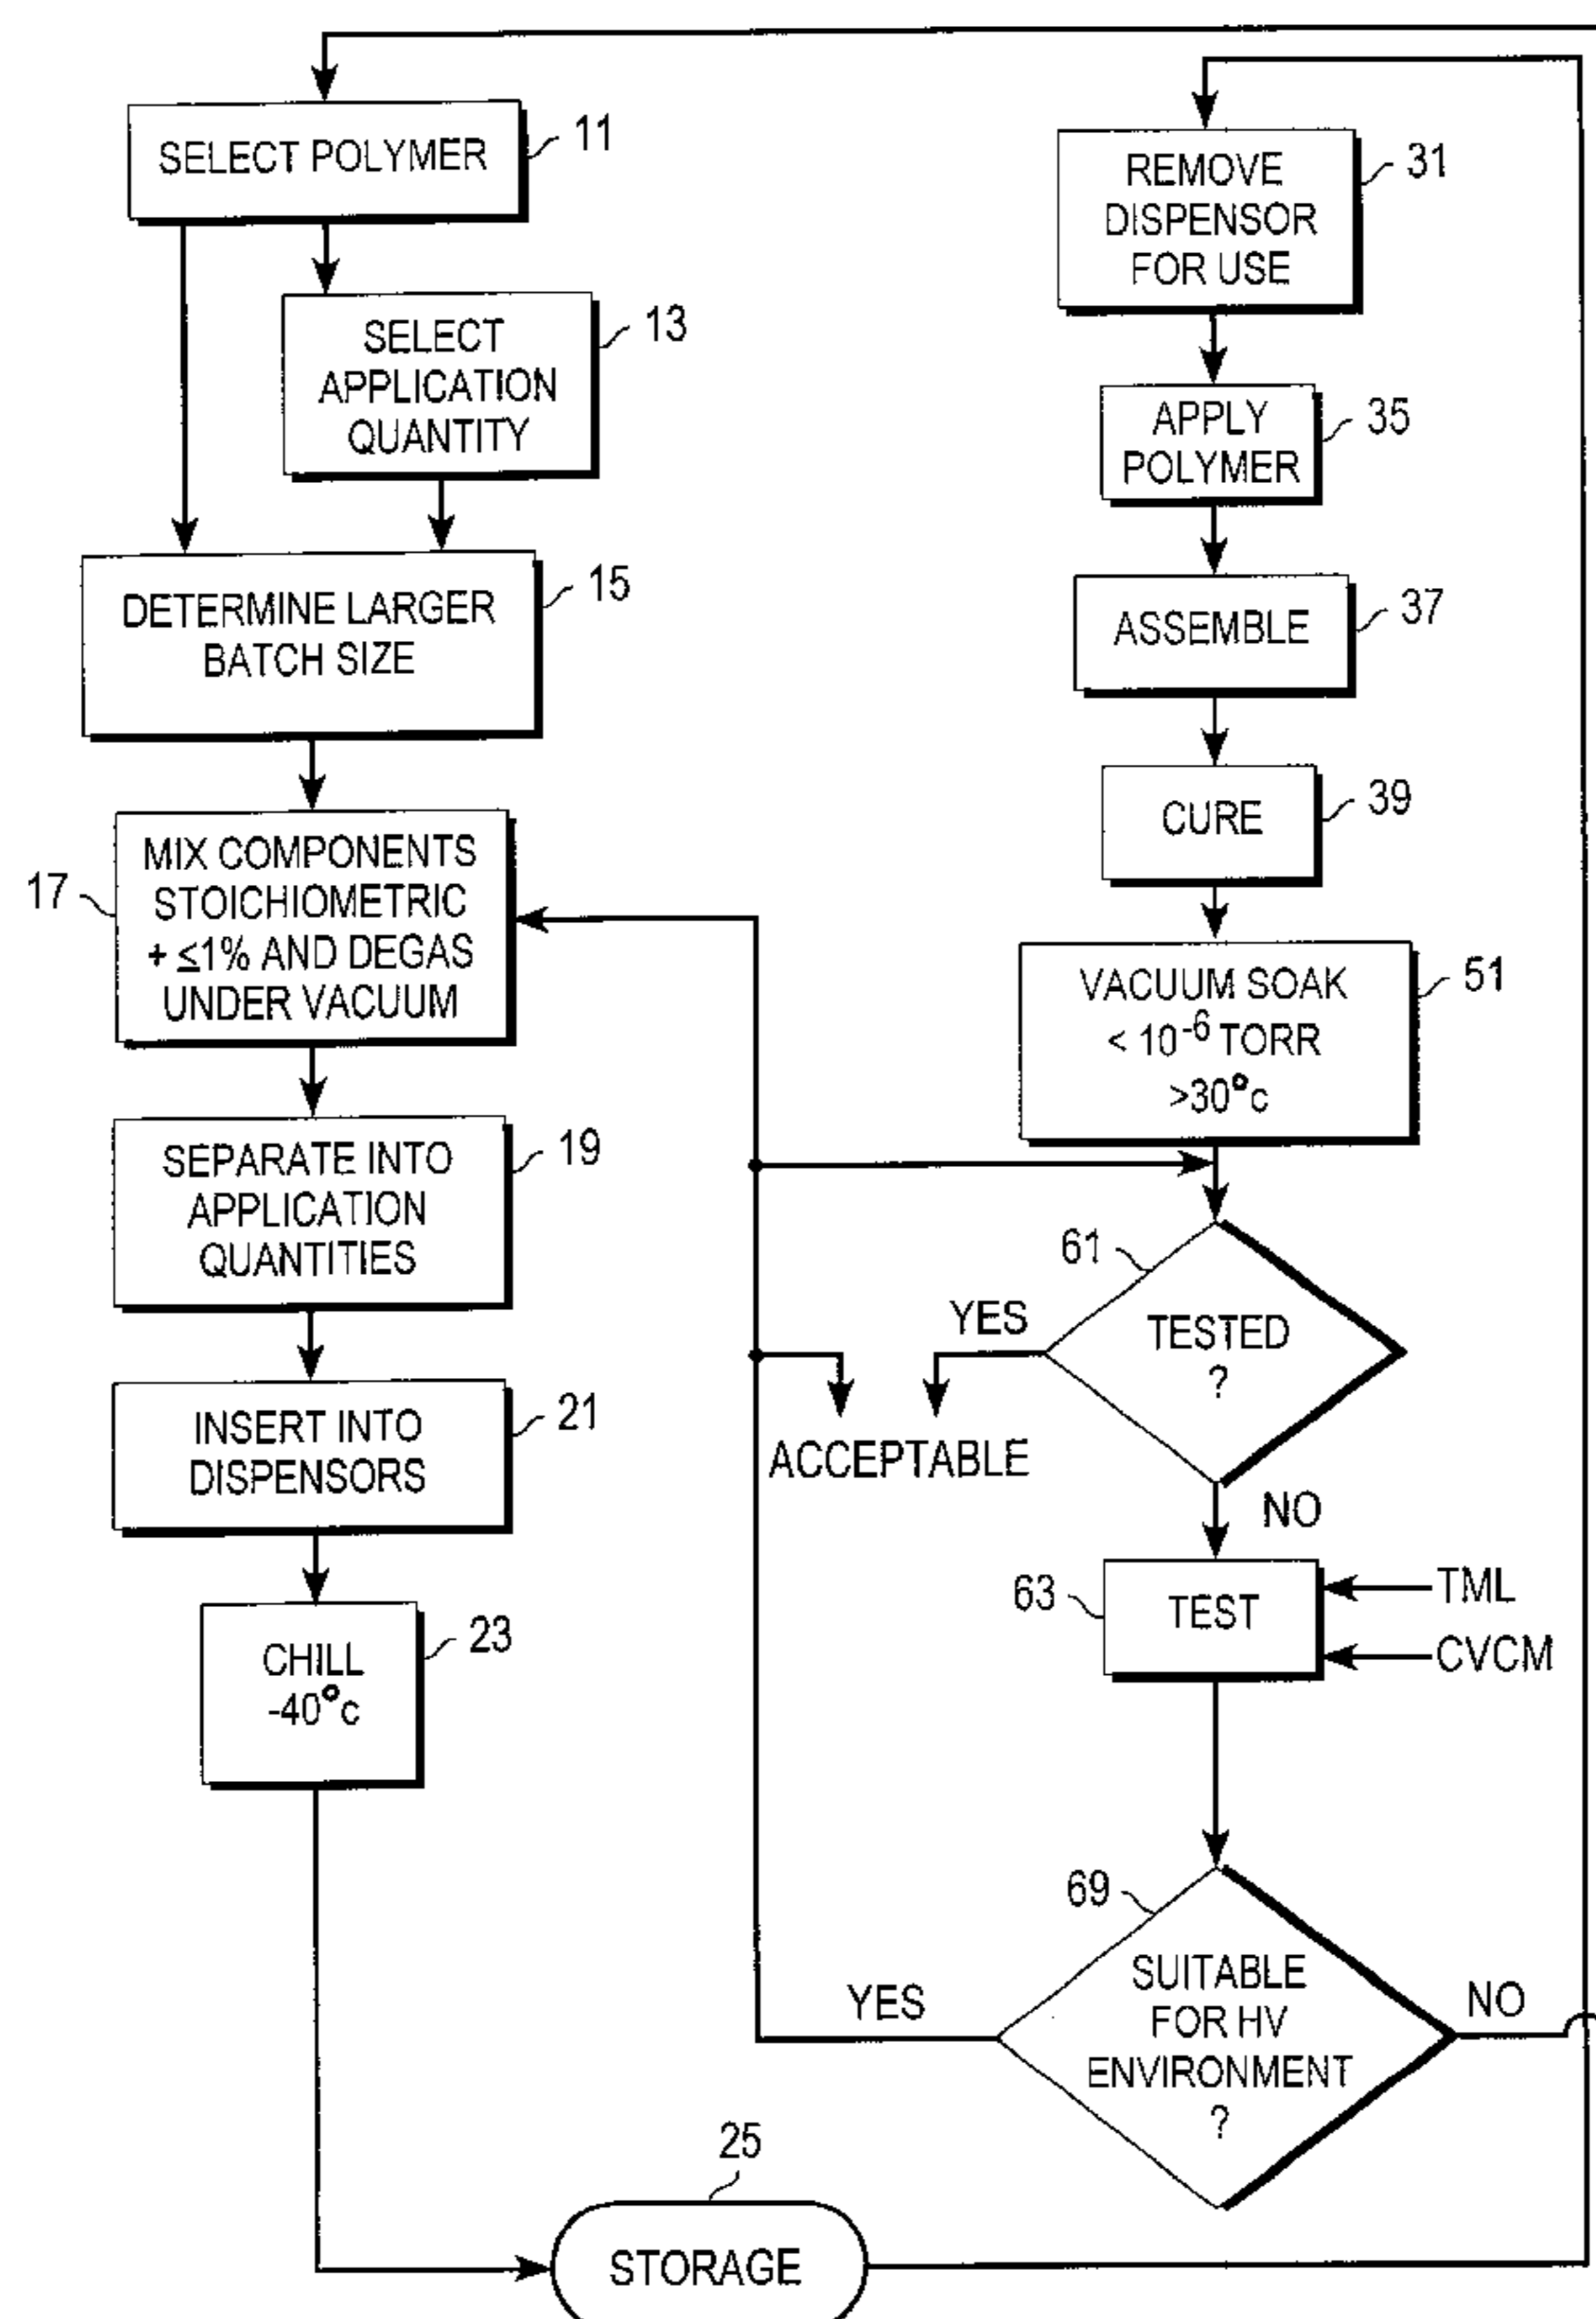 SELECT POLYMER
11
SELECT
APPLICATION
QUANTITY
13
DETERMINE LARGER
BATCH SIZE
15
17
MIX COMPONENTS
STOICHIOMETRIC
+ ≤1% AND DEGAS
UNDER VACUUM
SEPARATE INTO
APPLICATION
QUANTITIES
19
INSERT INTO
DISPENSORS
21
CHILL
-40°c
23
25
STORAGE
REMOVE
DISPENSOR
FOR USE
31
APPLY
POLYMER
35
ASSEMBLE
37
CURE
39
VACUUM SOAK
< 10-6 TORR
>30°c
51
61
TESTED
?
YES
ACCEPTABLE
NO
63
TEST
TML
CVCM
69
SUITABLE
FOR HV
ENVIRONMENT
?
YES
NO